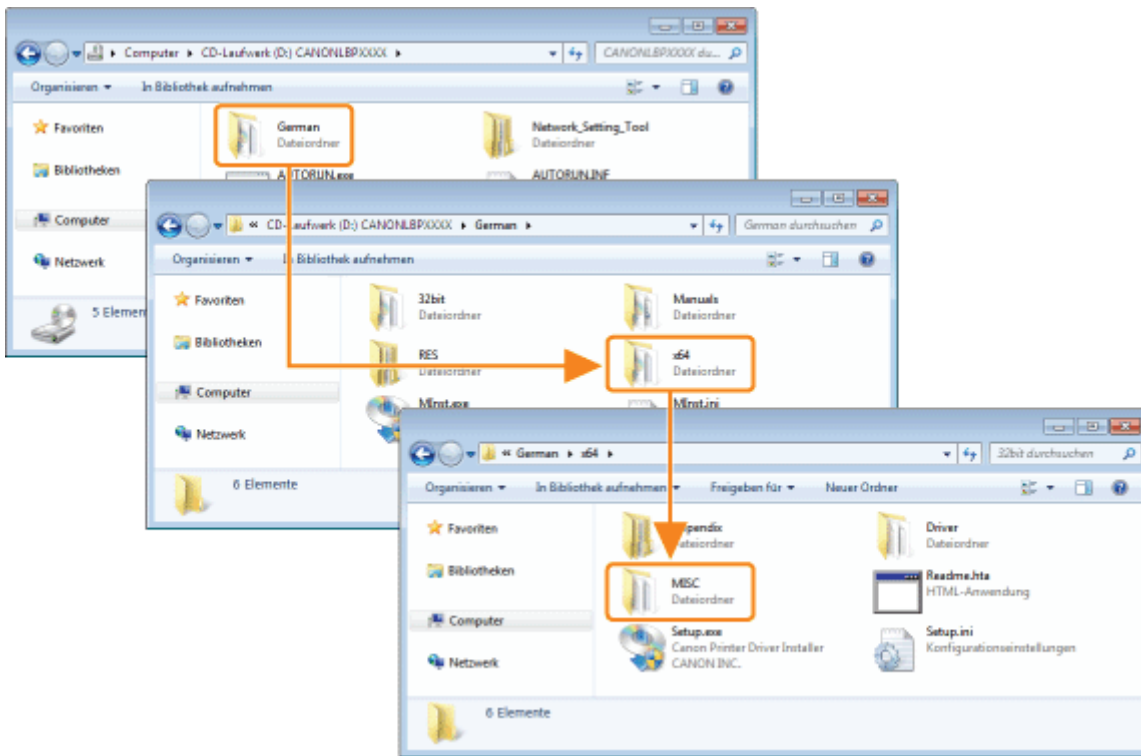 Computer ▸ CD-Laufwerk (D:) CANONLBPXXXX ▸
CANONLBPXXXX du...
Organisieren In Bibliothek aufnehmen
Favoriten
Bibliotheken
Computer
Netzwerk
German
Dateiordner
Network_Setting_Tool
Dateiordner
AUTORUN.exe
AUTORUN.INF
5 Elemen
« CD-Laufwerk (D:) CANONLBPXXXX ▸ German ▸
German durchsuchen
Organisieren In Bibliothek aufnehmen
Favoriten
Bibliotheken
Computer
Netzwerk
32bit
Dateiordner
Manuals
Dateiordner
RES
Dateiordner
x64
Dateiordner
MInst.exe
MInst.ini
6 Elemente
« German ▸ x64 ▸
32bit durchsuchen
Organisieren In Bibliothek aufnehmen Freigeben für Neuer Ordner
Favoriten
Bibliotheken
Computer
Netzwerk
pendix
Dateiordner
Driver
Dateiordner
MISC
Dateiordner
Readme.hta
HTML-Anwendung
Setup.exe
Canon Printer Driver Installer
CANON INC.
Setup.ini
Konfigurationseinstellungen
6 Elemente